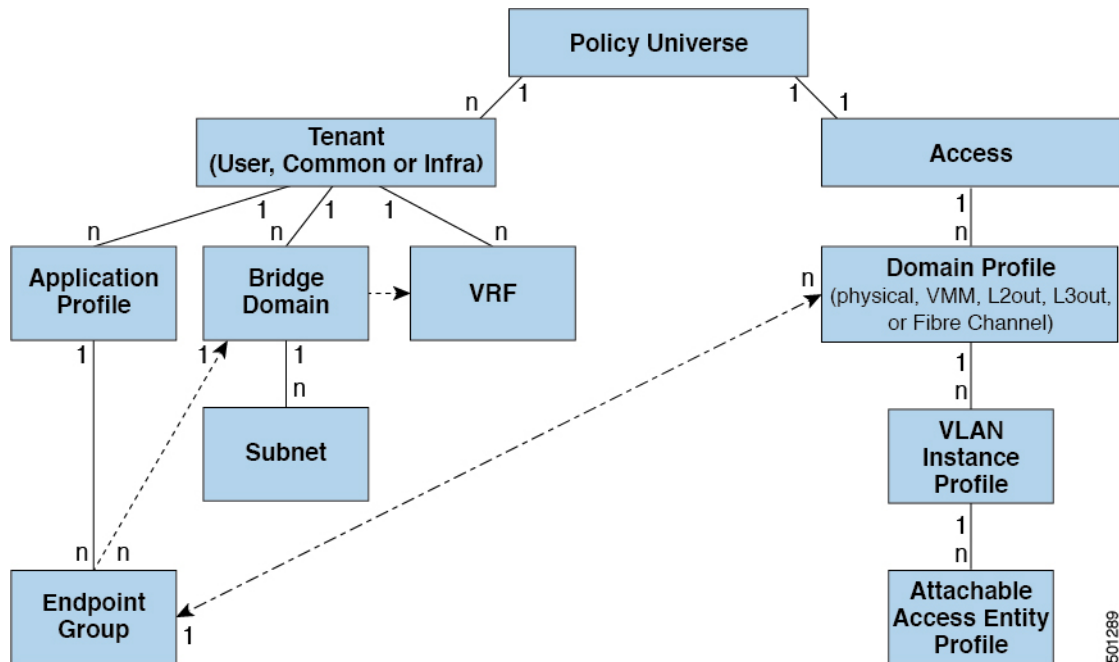 Policy Universe
n
1
1
1
Tenant
(User, Common or Infra)
Access
1
1
1
1
n
n
n
n
Application
Profile
Bridge
Domain
VRF
n
Domain Profile
(physical, VMM, L2out, L3out,
or Fibre Channel)
1
1
1
1
n
n
Subnet
VLAN
Instance
Profile
1
n
n
n
Endpoint
Group
1
Attachable
Access Entity
Profile
501289